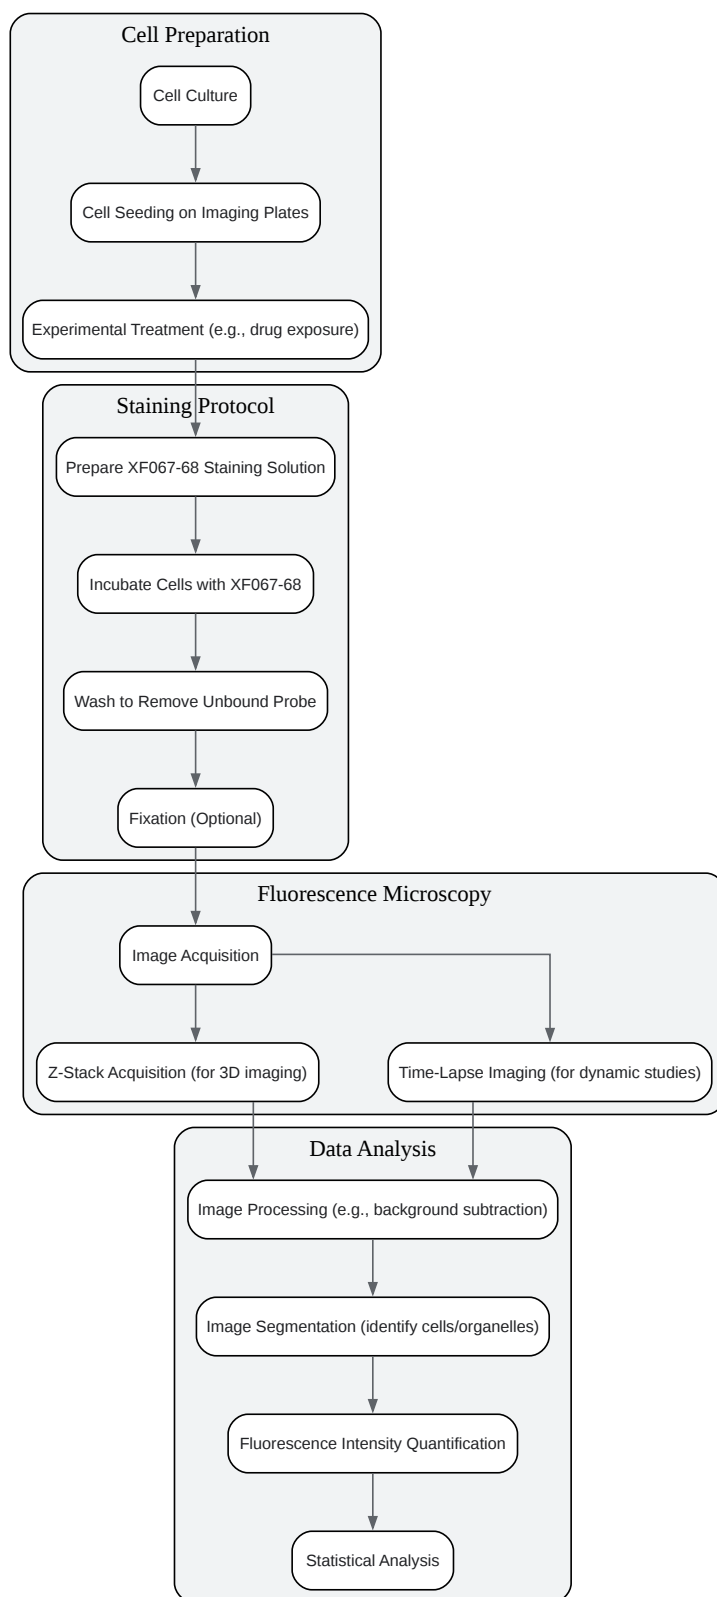 Cell Preparation
Cell Culture
Cell Seeding on Imaging Plates
Experimental Treatment (e.g., drug exposure)
Staining Protocol
Prepare XF067-68 Staining Solution
Incubate Cells with XF067-68
Wash to Remove Unbound Probe
Fixation (Optional)
Fluorescence Microscopy
Image Acquisition
Z-Stack Acquisition (for 3D imaging)
Time-Lapse Imaging (for dynamic studies)
Data Analysis
Image Processing (e.g., background subtraction)
Image Segmentation (identify cells/organelles)
Fluorescence Intensity Quantification
Statistical Analysis